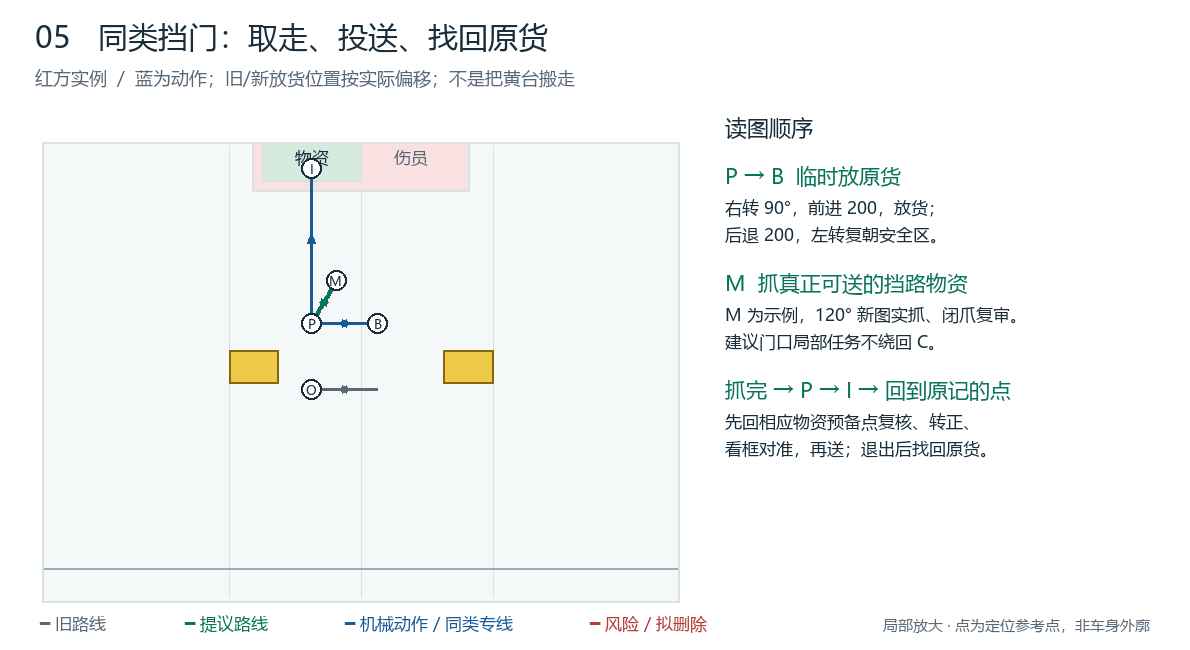 05 同类挡门：取走、投送、找回原货
红方实例 / 蓝为动作；旧/新放货位置按实际偏移；不是把黄台搬走
物资
伤员
I
M
P
B
O
读图顺序
P → B 临时放原货
右转 90°，前进 200，放货；
后退 200，左转复朝安全区。
M 抓真正可送的挡路物资
M 为示例，120° 新图实抓、闭爪复审。
建议门口局部任务不绕回 C。
抓完 → P → I → 回到原记的点
先回相应物资预备点复核、转正、
看框对准，再送；退出后找回原货。
旧路线
提议路线
机械动作 / 同类专线
风险 / 拟删除
局部放大 · 点为定位参考点，非车身外廓